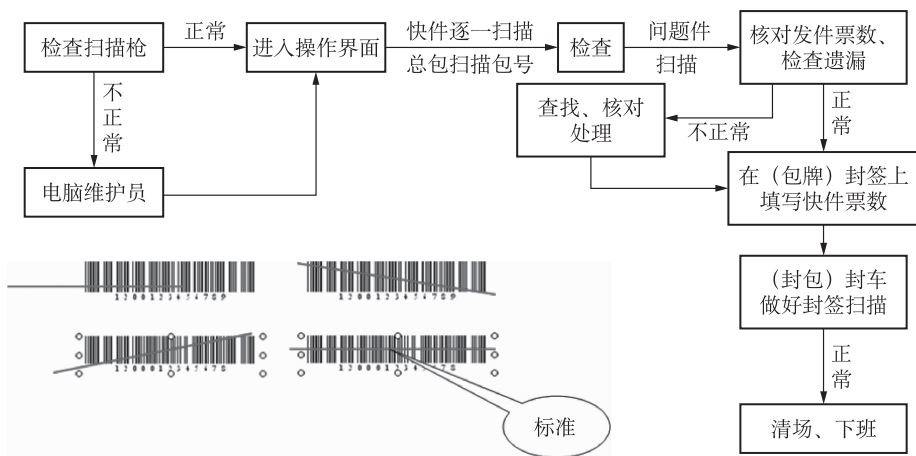 检查扫描枪
正常
进入操作界面
快件逐一扫描
总包扫描包号
检查
问题件
扫描
核对发件票数、
检查遗漏
不
正
常
查找、核对
处理
不正常
正
常
电脑维护员
在（包牌）封签上
填写快件票数
（封包）封车
做好封签扫描
正
常
清场、下班
标准